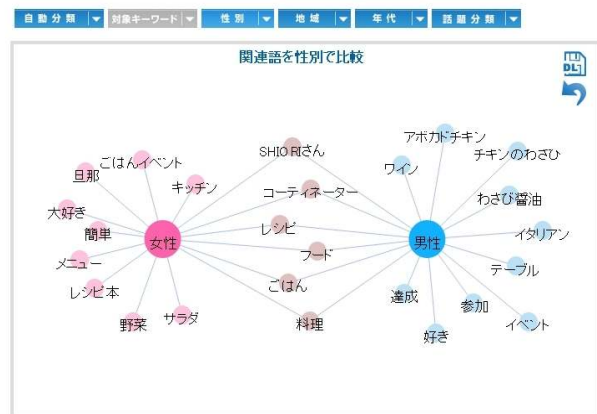 自動分類
対象キーワード
性別
地域
年代
話題分類
関連語を性別で比較
DL
アボカドチキン
SHIORIさん
チキンのわさび
ごはんイベント
ワイン
旦那
キッチン
コーティネーター
わさび醤油
大好き
レシピ
簡単
女性
男性
イタリアン
フード
メニュー
テーブル
ごはん
レシピ本
達成
参加
野菜
サラダ
料理
イベント
好き